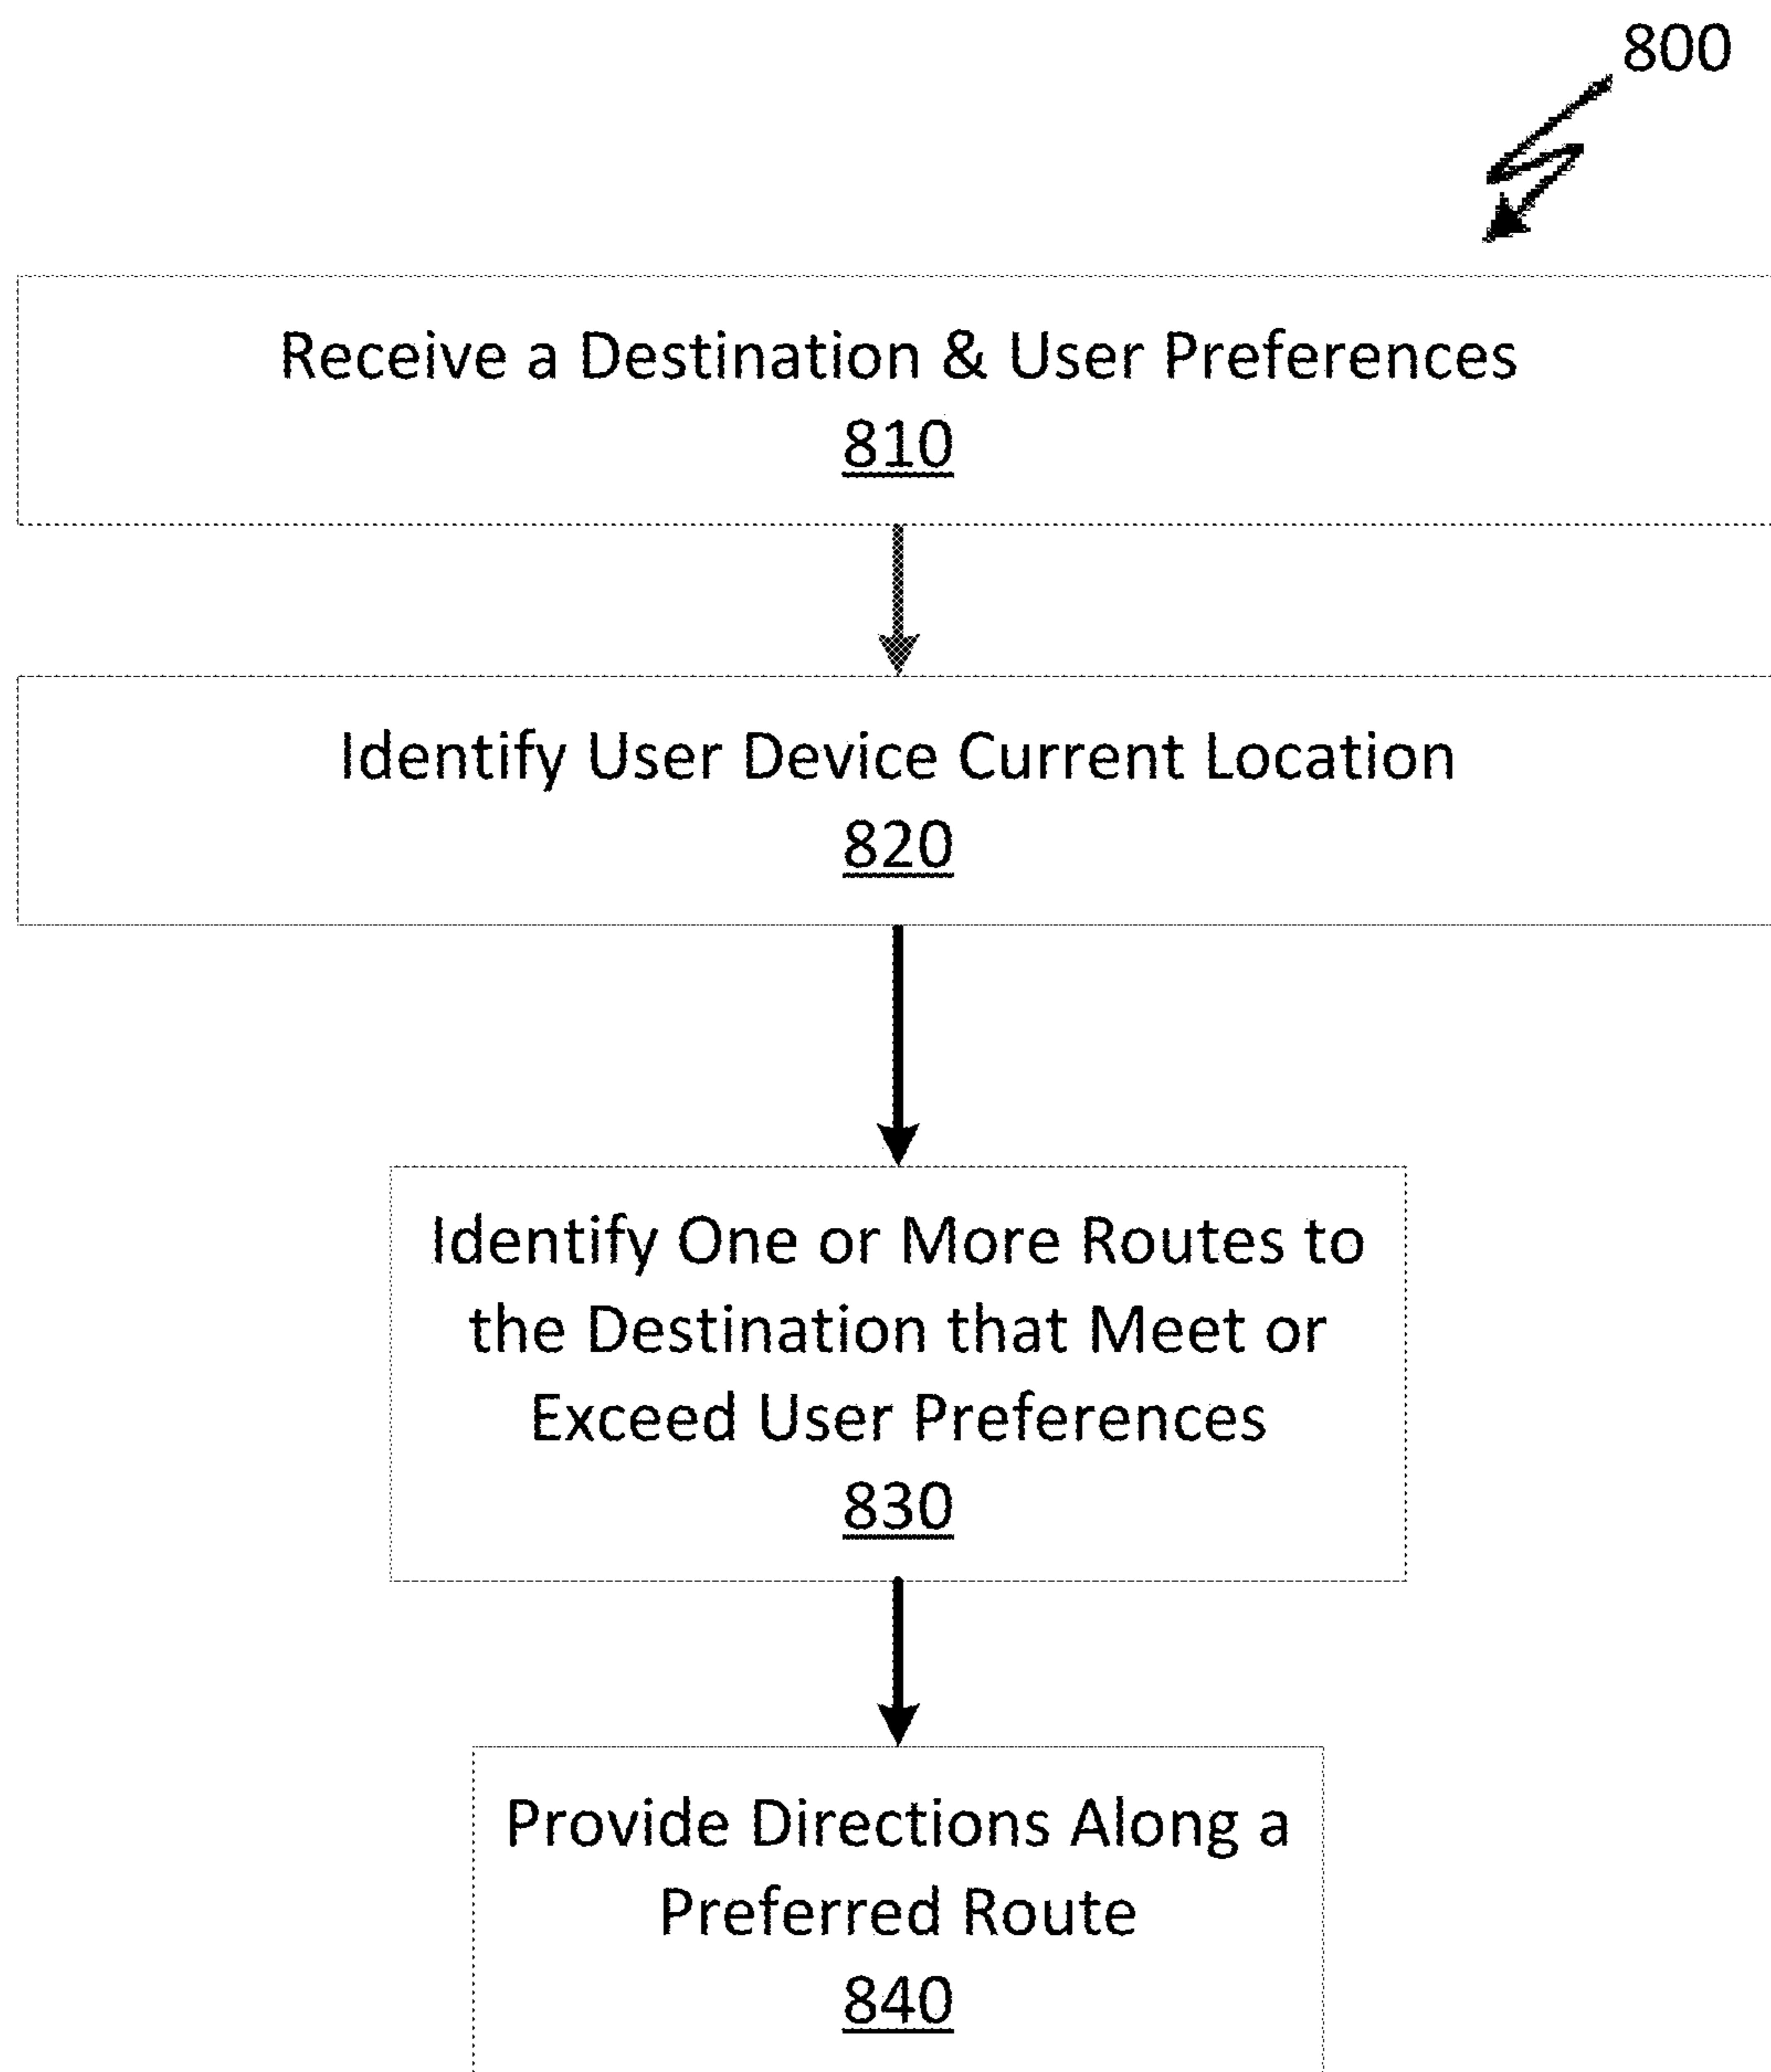 800
Receive a Destination & User Preferences
810
Identify User Device Current Location
820
Identify One or More Routes to
the Destination that Meet or
Exceed User Preferences
830
Provide Directions Along a
Preferred Route
840